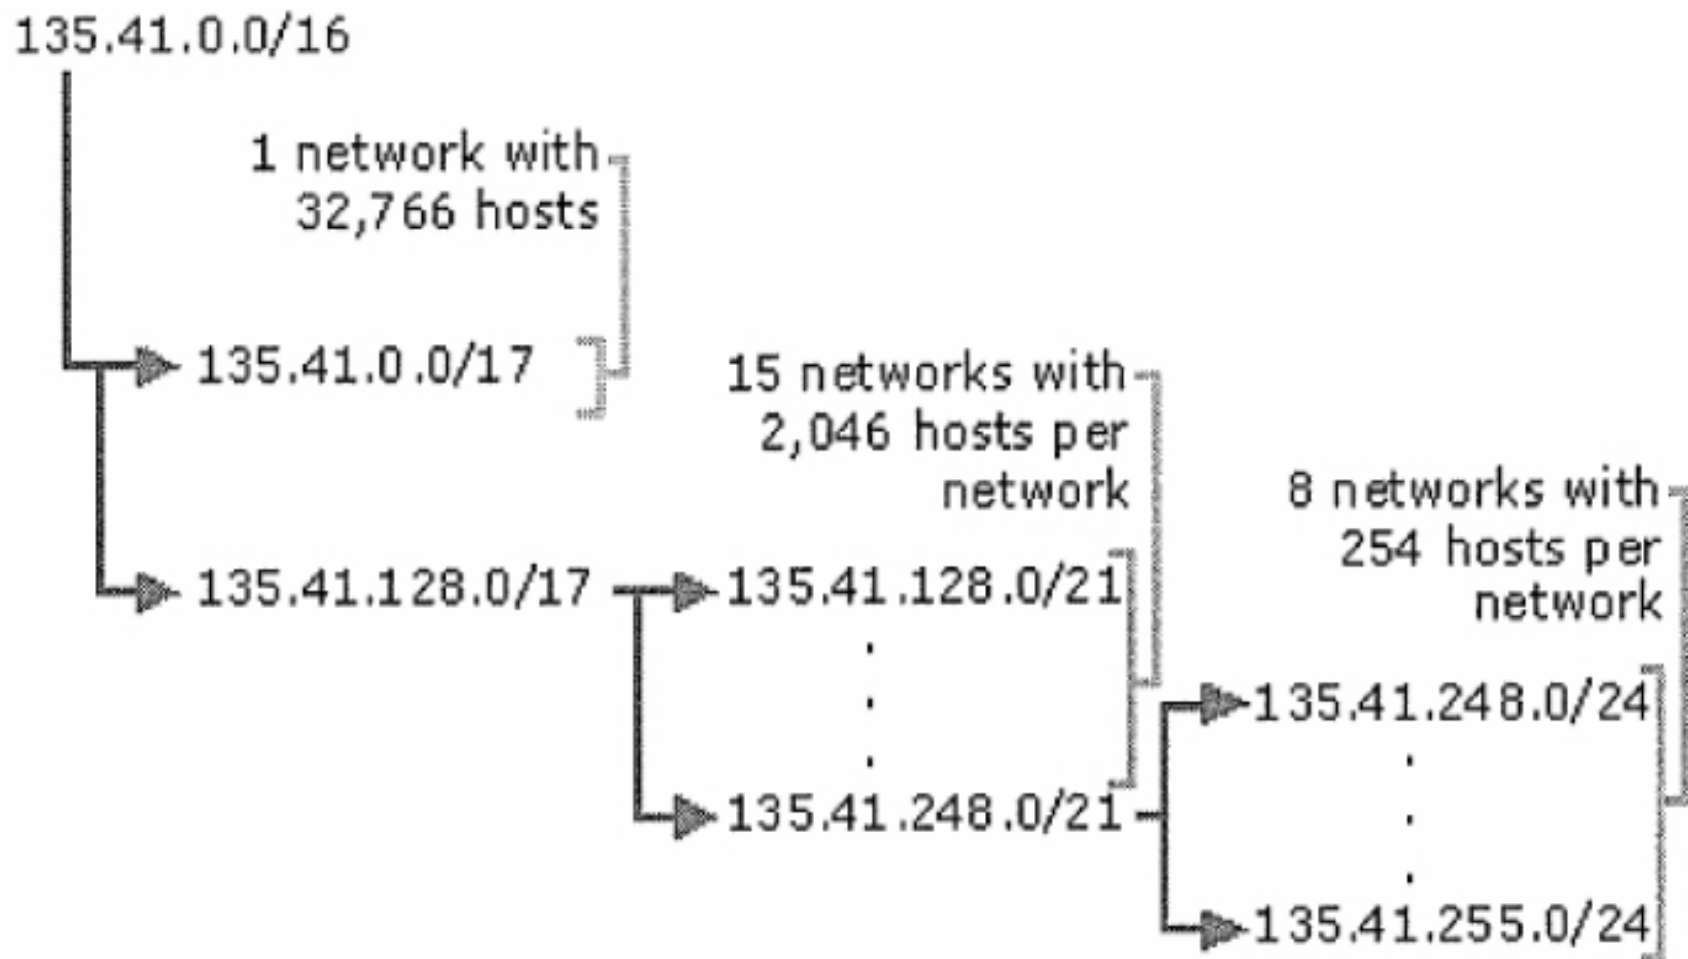 135.41.0.0/16
1 network with
32,766 hosts
135.41.0.0/17
15 networks with
2,046 hosts per
network
8 networks with
254 hosts per
network
135.41.128.0/17
135.41.128.0/21
.
.
.
135.41.248.0/21
135.41.248.0/24
.
.
.
135.41.255.0/24